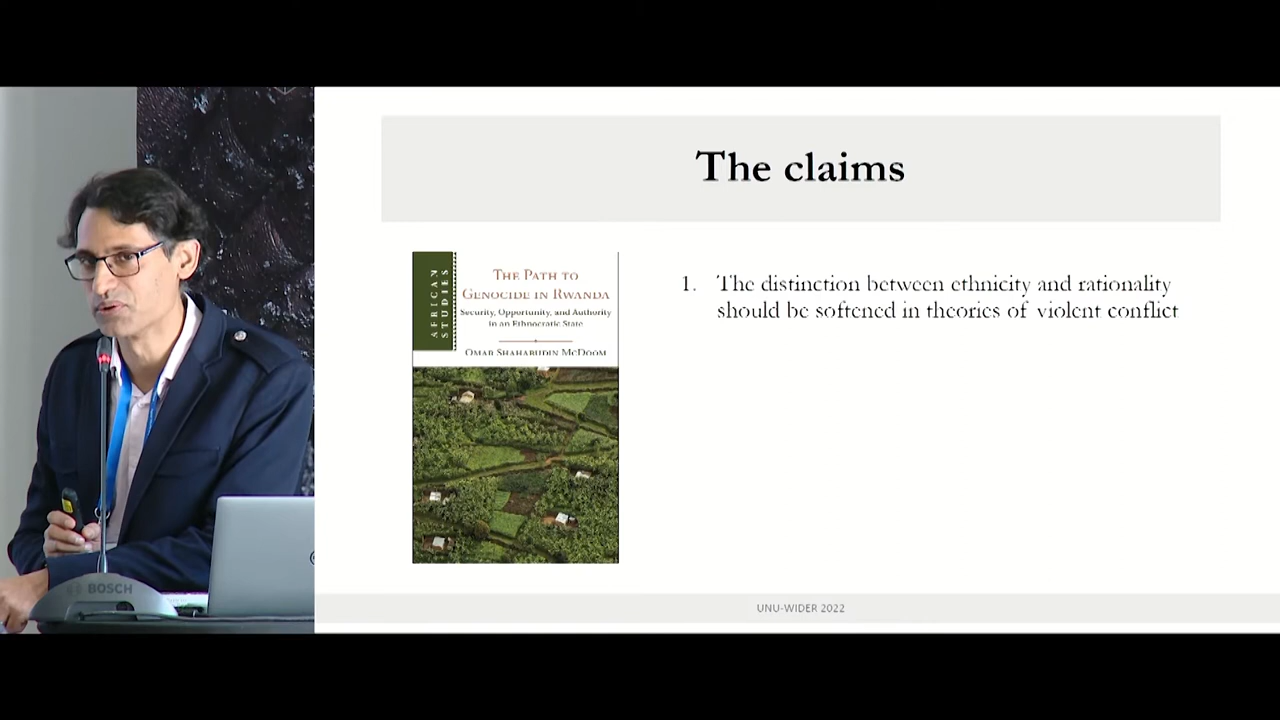 The claims
AFRICAN
STUDIES
THE PATH TO
GENOCIDE IN RWANDA
Security, Opportunity, and Authority
in an Ethnocratic State
OMAR SHAHABUDIN MCDOOM
1. The distinction between ethnicity and rationality
should be softened in theories of violent conflict
BOSCH
UNU-WIDER 2022